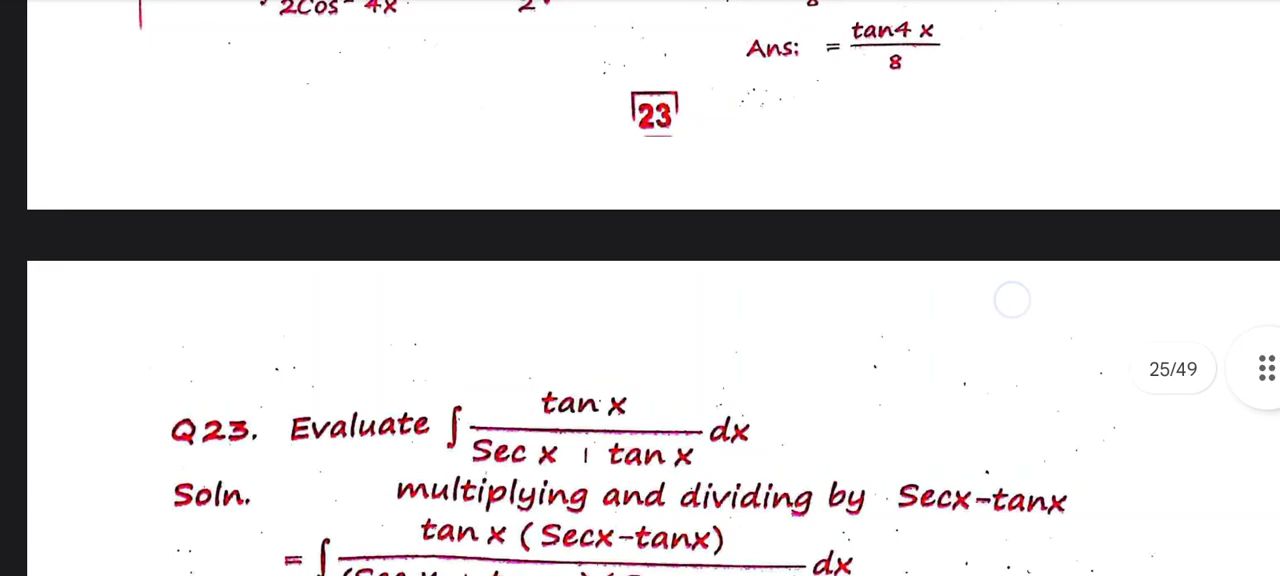 Ans: = tan4 x / 8
23
25/49
Q23. Evaluate ∫ tan x / Sec x + tan x dx
Soln. multiplying and dividing by Secx-tanx
= ∫ tan x (Secx-tanx) dx